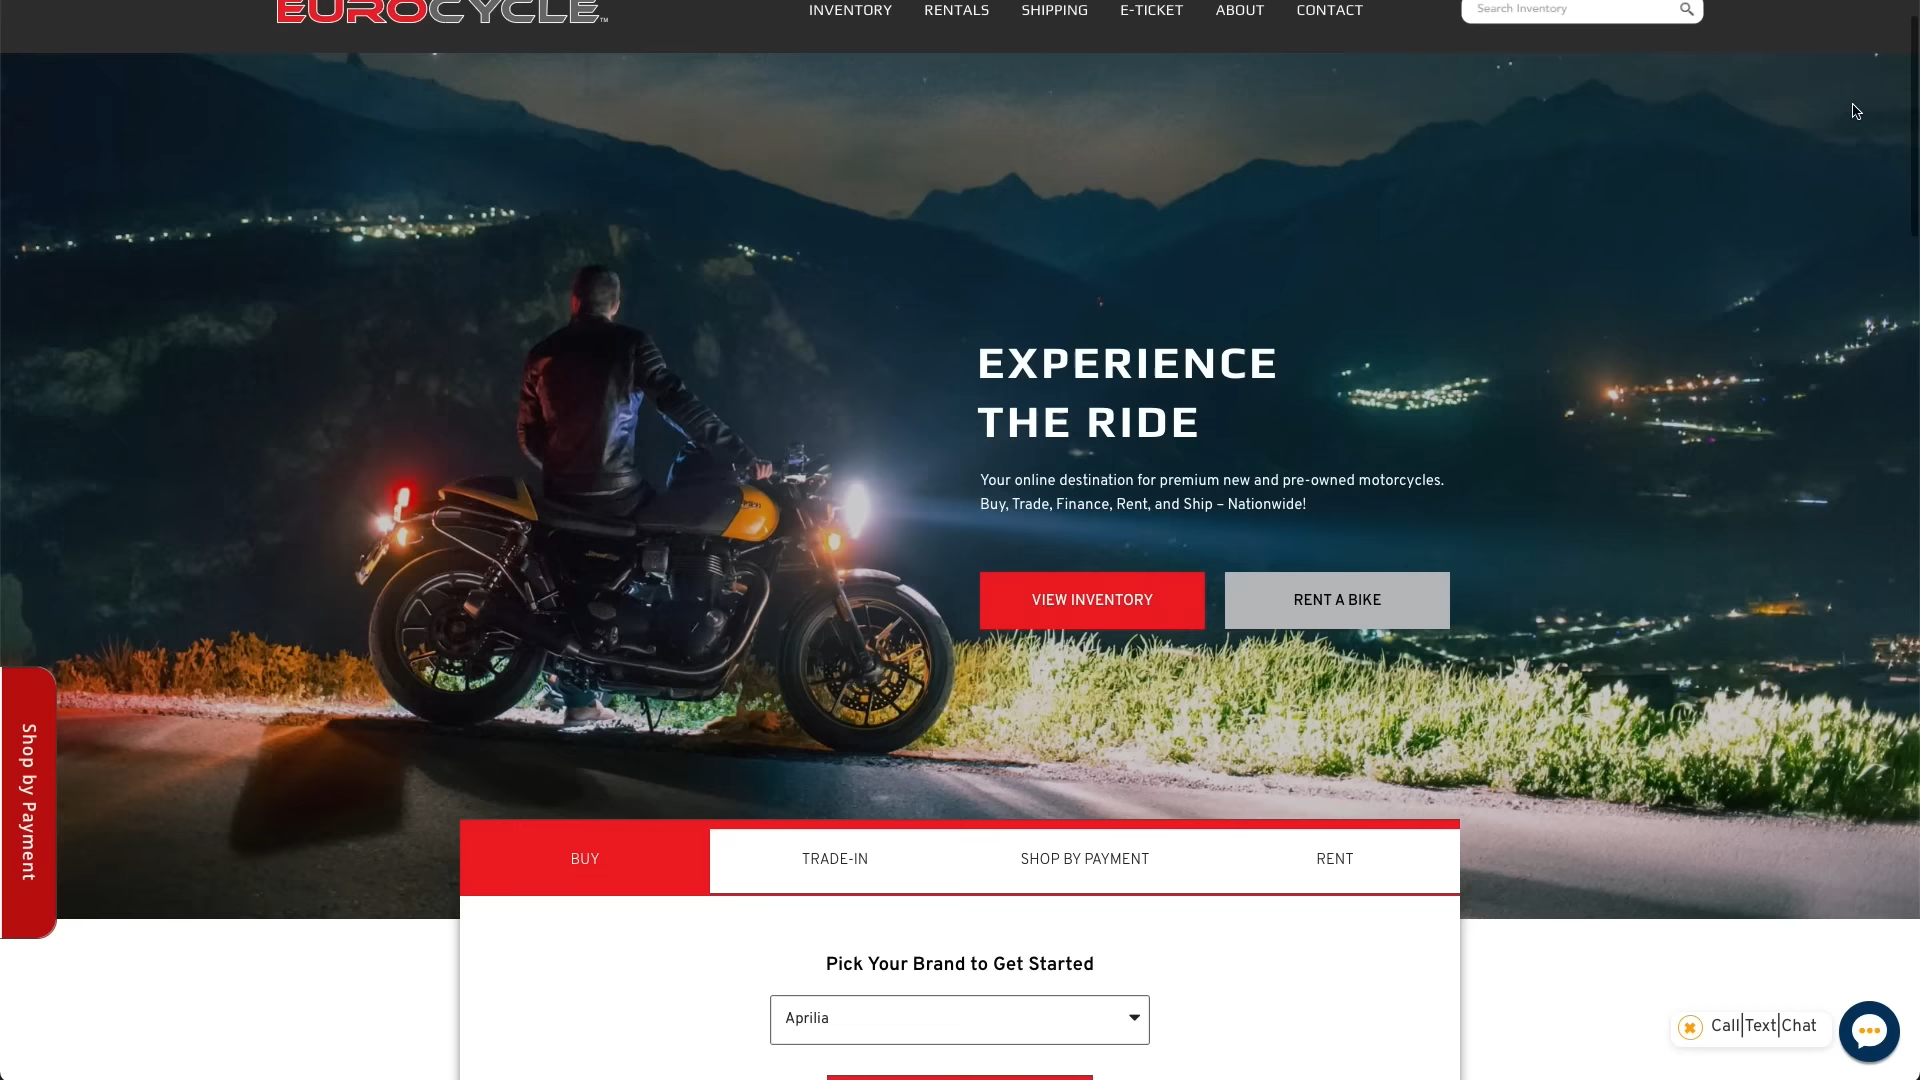 EUROCYCLE™
INVENTORY RENTALS SHIPPING E-TICKET ABOUT CONTACT
Search Inventory
EXPERIENCE
THE RIDE
Your online destination for premium new and pre-owned motorcycles.
Buy, Trade, Finance, Rent, and Ship – Nationwide!
VIEW INVENTORY RENT A BIKE
Shop by Payment
BUY TRADE-IN SHOP BY PAYMENT RENT
Pick Your Brand to Get Started
Aprilia
Call|Text|Chat